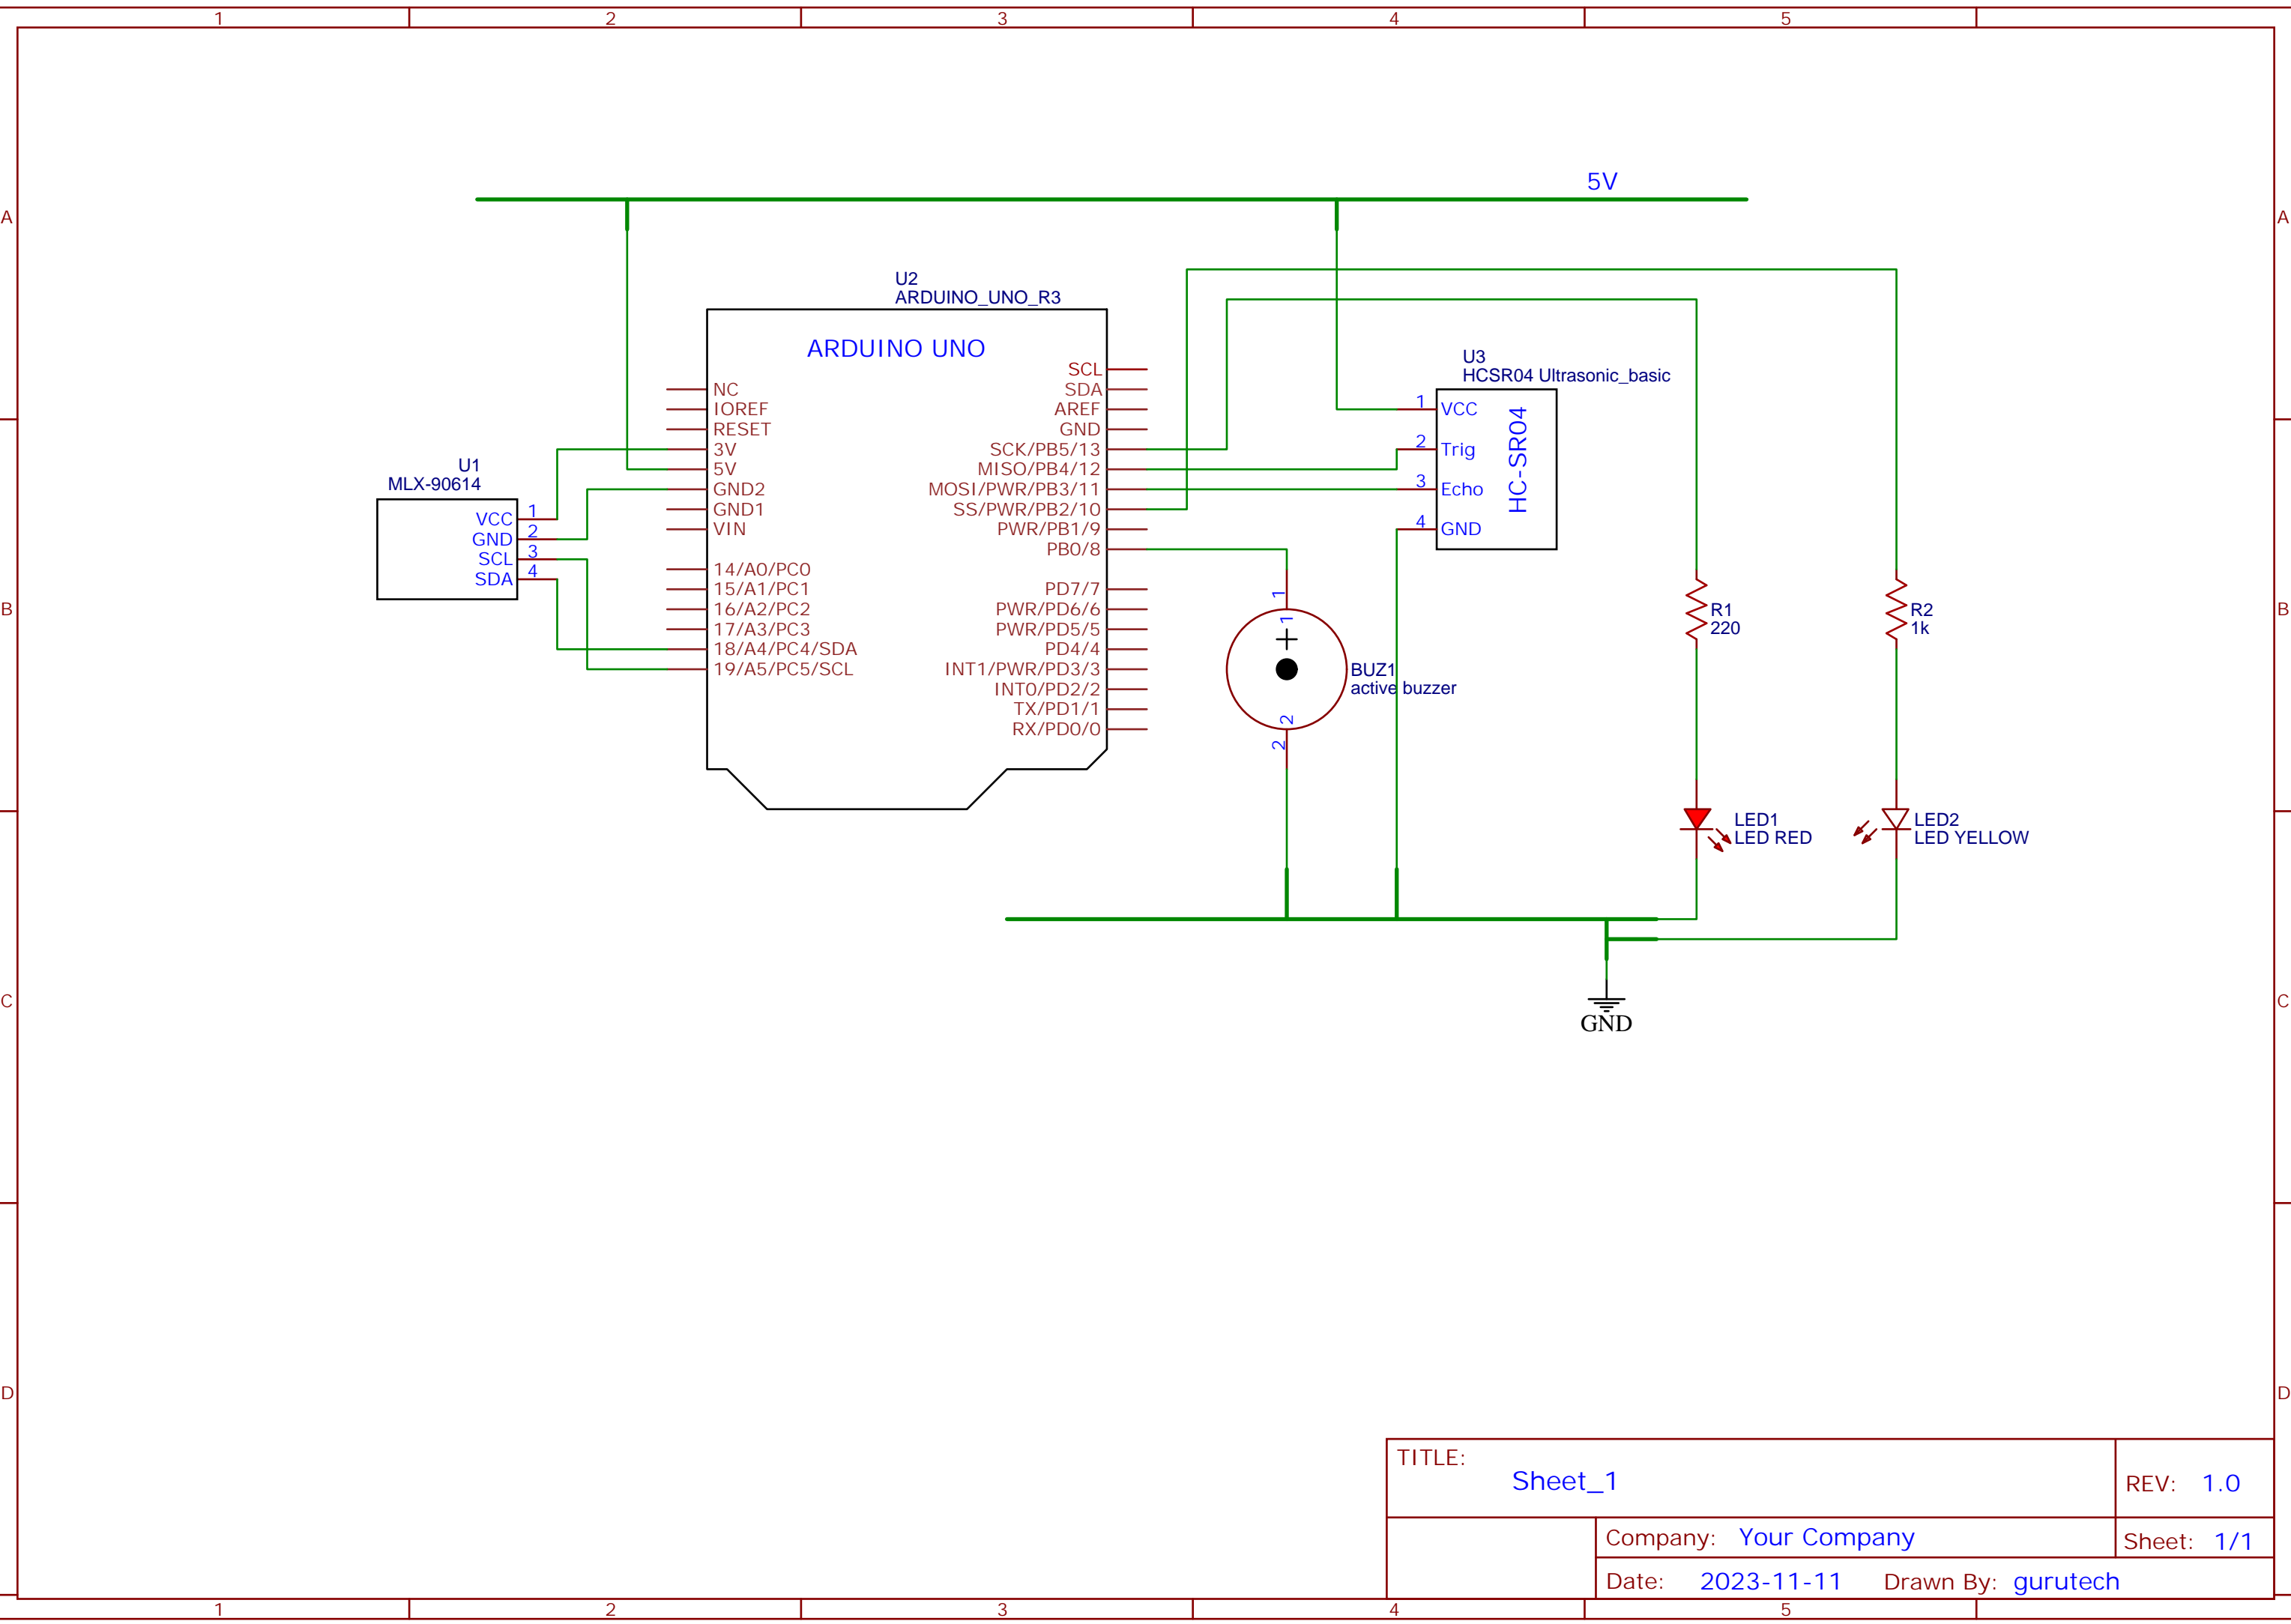 1 2 3 4 5
A A
5V
U2
ARDUINO_UNO_R3
ARDUINO UNO
NC
IOREF
RESET
3V
5V
GND2
GND1
VIN
14/A0/PC0
15/A1/PC1
16/A2/PC2
17/A3/PC3
18/A4/PC4/SDA
19/A5/PC5/SCL
SCL
SDA
AREF
GND
SCK/PB5/13
MISO/PB4/12
MOSI/PWR/PB3/11
SS/PWR/PB2/10
PWR/PB1/9
PB0/8
PD7/7
PWR/PD6/6
PWR/PD5/5
PD4/4
INT1/PWR/PD3/3
INT0/PD2/2
TX/PD1/1
RX/PD0/0
U1
MLX-90614
VCC 1
GND 2
SCL 3
SDA 4
U3
HCSR04 Ultrasonic_basic
1 VCC
2 Trig
3 Echo
4 GND
HC-SR04
B B
1
1
2
2
BUZ1
active buzzer
R1
220
R2
1k
LED1
LED RED
LED2
LED YELLOW
C C
GND
D D
TITLE:
Sheet_1
REV: 1.0
Company: Your Company
Sheet: 1/1
Date: 2023-11-11 Drawn By: gurutech
1 2 3 4 5